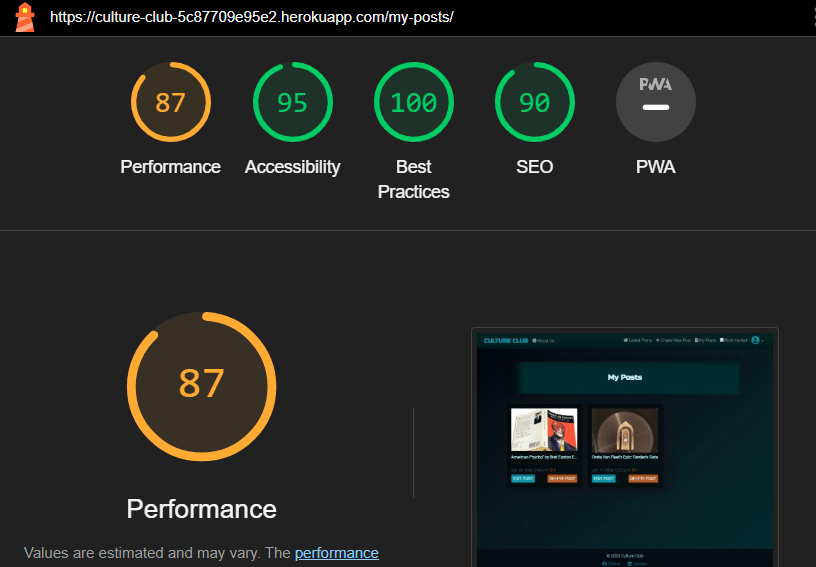 https://culture-club-5c87709e95e2.herokuapp.com/my-posts/
87
95
100
90
PWA
Performance
Accessibility
Best
Practices
SEO
PWA
87
Performance
Values are estimated and may vary. The performance
CULTURE CLUB
About Us
Latest Posts
Create New Post
My Posts
Bookmarked
My Posts
American Psycho" by Bret Easton E...
Greta Van Fleet's Epic: Garden's Gate
EDIT POST
DELETE POST
EDIT POST
DELETE POST
© 2023 Culture Club